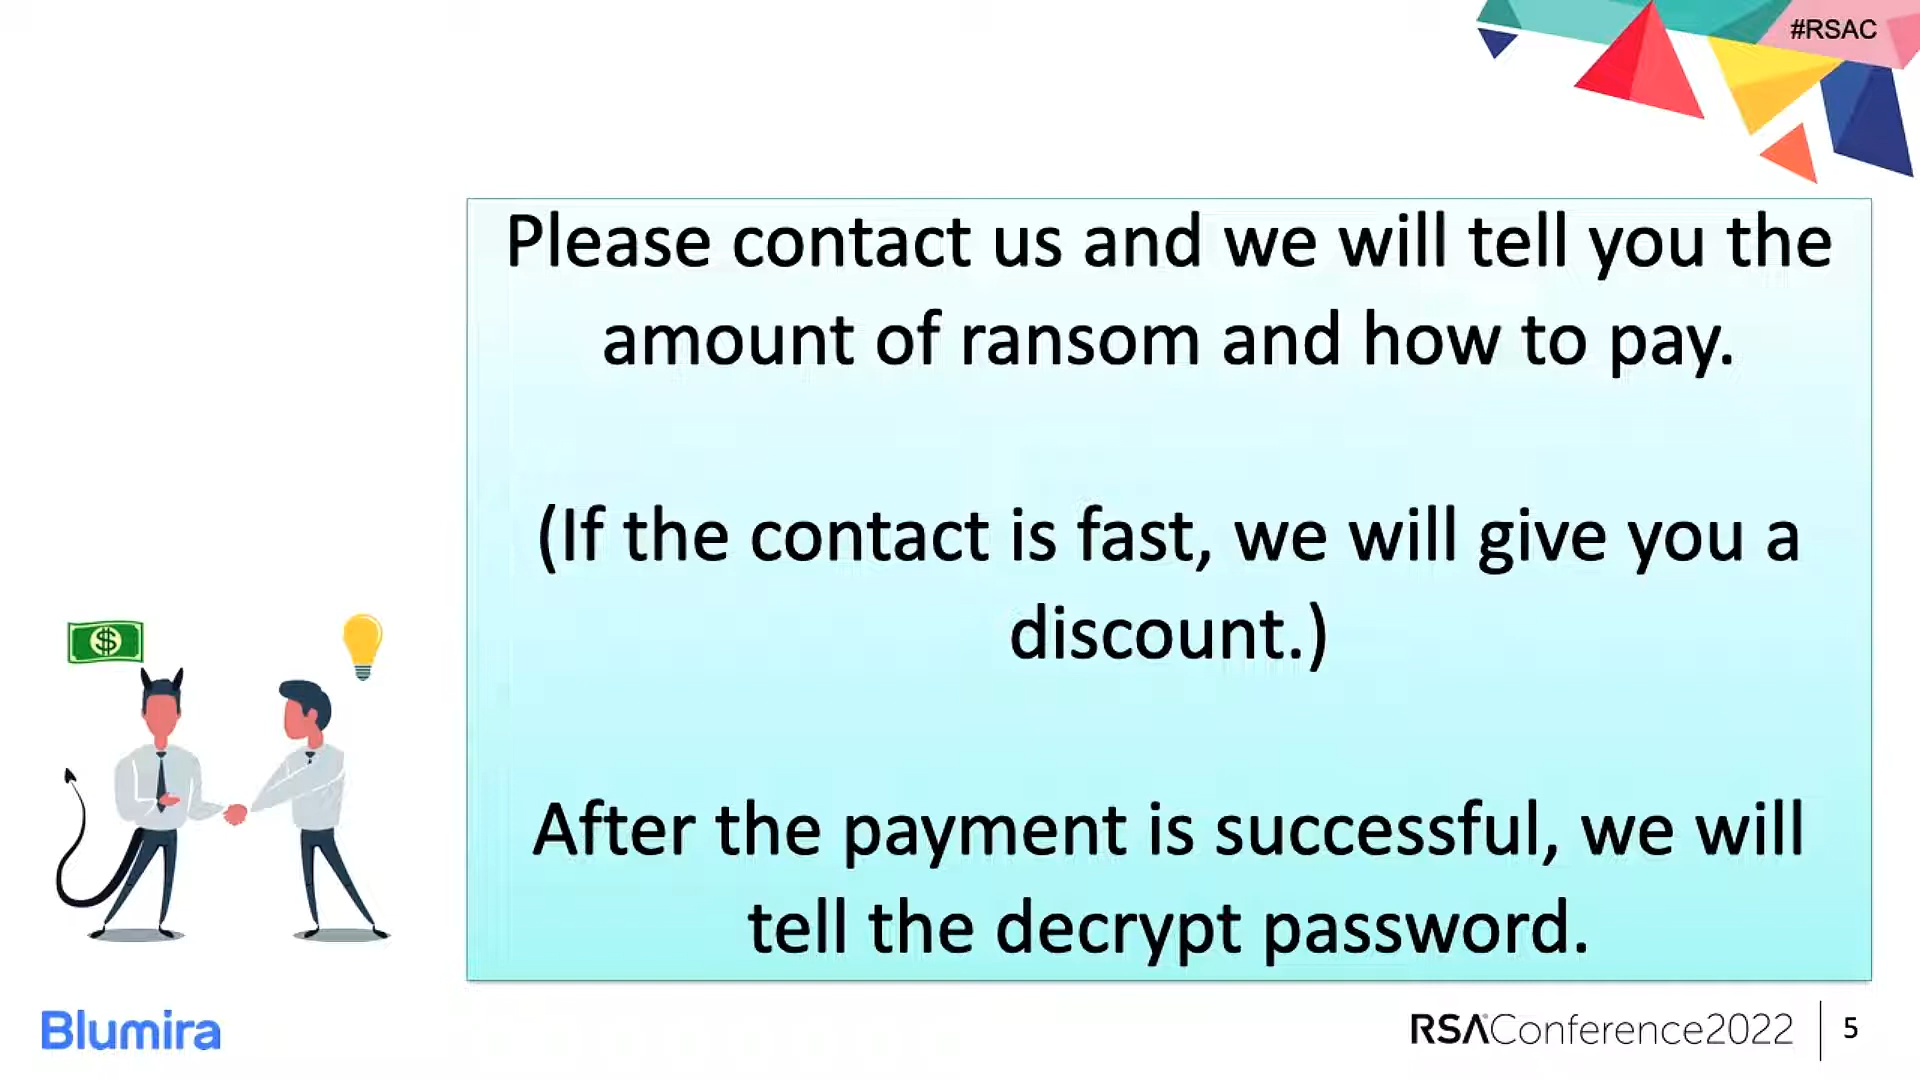 #RSAC
Please contact us and we will tell you the
amount of ransom and how to pay.
(If the contact is fast, we will give you a
discount.)
After the payment is successful, we will
tell the decrypt password.
$
Blumira
RSAConference2022
5